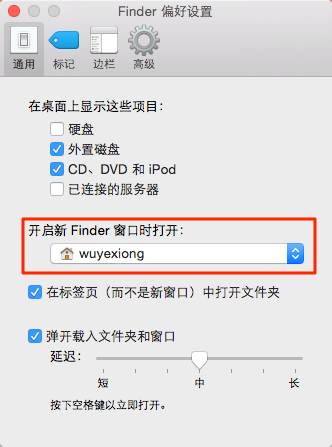 Finder 偏好设置
通用 标记 边栏 高级
在桌面上显示这些项目：
硬盘
外置磁盘
CD、DVD 和 iPod
已连接的服务器
开启新 Finder 窗口时打开：
wuyexiong
在标签页（而不是新窗口）中打开文件夹
弹开载入文件夹和窗口
延迟：
短 中 长
按下空格键以立即打开。